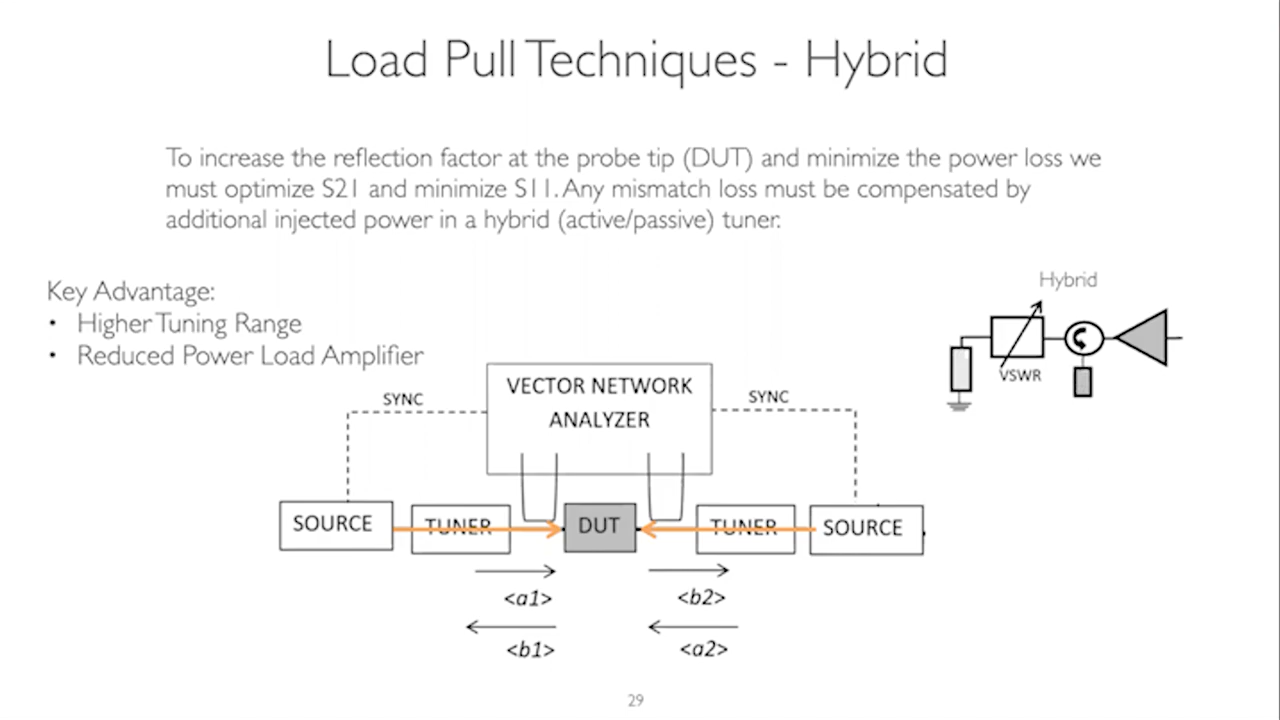 Load Pull Techniques - Hybrid
To increase the reflection factor at the probe tip (DUT) and minimize the power loss we
must optimize S21 and minimize S11. Any mismatch loss must be compensated by
additional injected power in a hybrid (active/passive) tuner.
Key Advantage:
• Higher Tuning Range
• Reduced Power Load Amplifier
Hybrid
VSWR
VECTOR NETWORK
ANALYZER
SYNC
SYNC
SOURCE
TUNER
DUT
TUNER
SOURCE
<a1>
<b2>
<b1>
<a2>
29